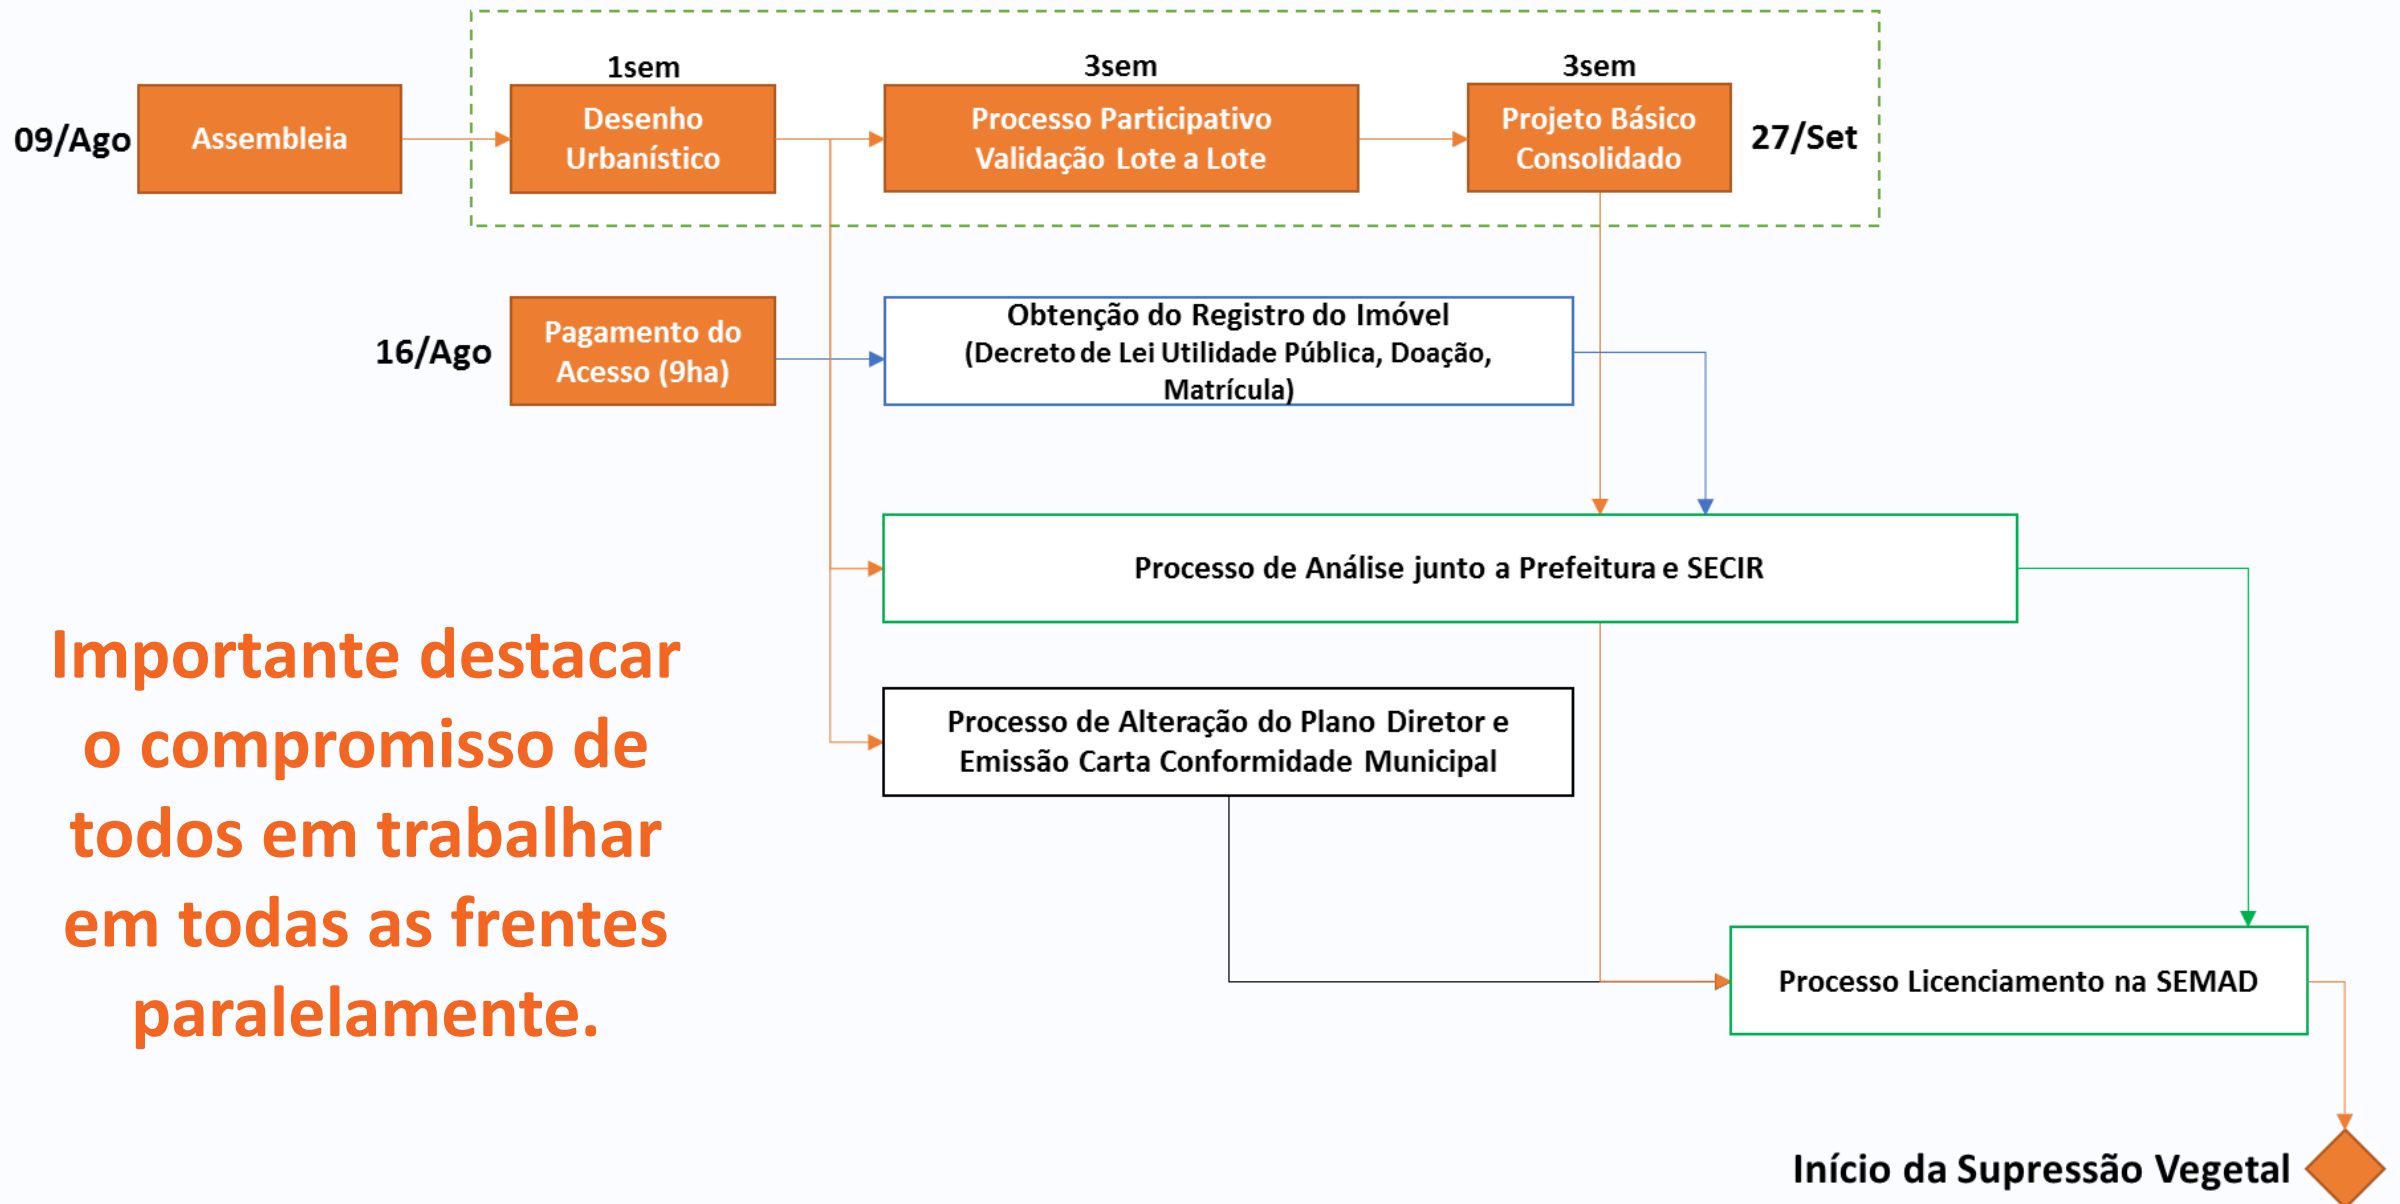 1sem
3sem
3sem
09/Ago
Assembleia
Desenho
Urbanístico
Processo Participativo
Validação Lote a Lote
Projeto Básico
Consolidado
27/Set
16/Ago
Pagamento do
Acesso (9ha)
Obtenção do Registro do Imóvel
(Decreto de Lei Utilidade Pública, Doação,
Matrícula)
Processo de Análise junto a Prefeitura e SECIR
Importante destacar
o compromisso de
todos em trabalhar
em todas as frentes
paralelamente.
Processo de Alteração do Plano Diretor e
Emissão Carta Conformidade Municipal
Processo Licenciamento na SEMAD
Início da Supressão Vegetal